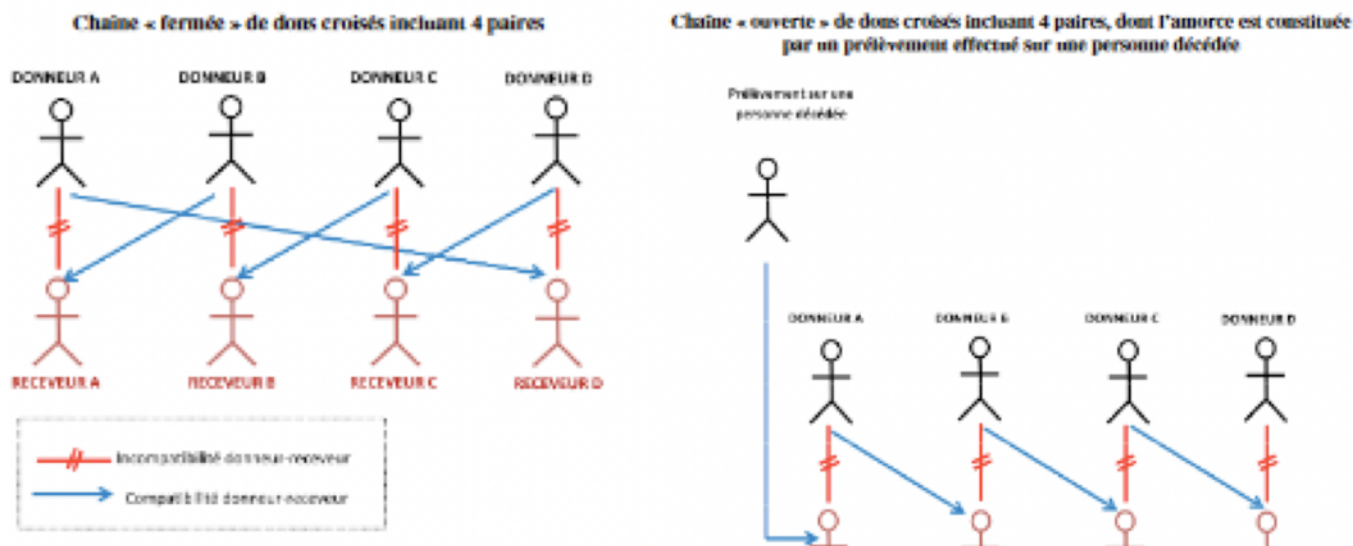 Chaîne « fermée » de dons croisés incluant 4 paires
DONNEUR A DONNEUR B DONNEUR C DONNEUR D
RECEVEUR A RECEVEUR B RECEVEUR C RECEVEUR D
Incompatibilité donneur-receveur
Compatibilité donneur-receveur
Chaîne « ouverte » de dons croisés incluant 4 paires, dont l'amorce est constituée
par un prélèvement effectué sur une personne décédée
Prélèvement sur une
personne décédée
DONNEUR A DONNEUR B DONNEUR C DONNEUR D